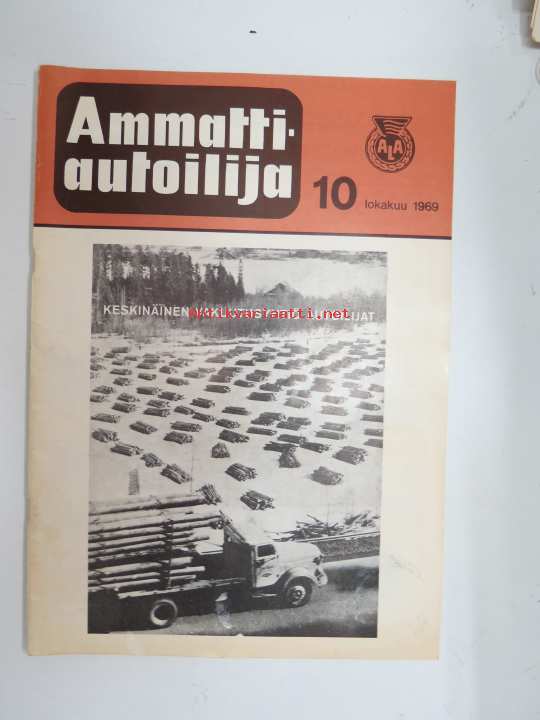 Ammatti-
autoilija
10 lokakuu 1969
ALA
KESKINÄINEN
antikvariaatti.net